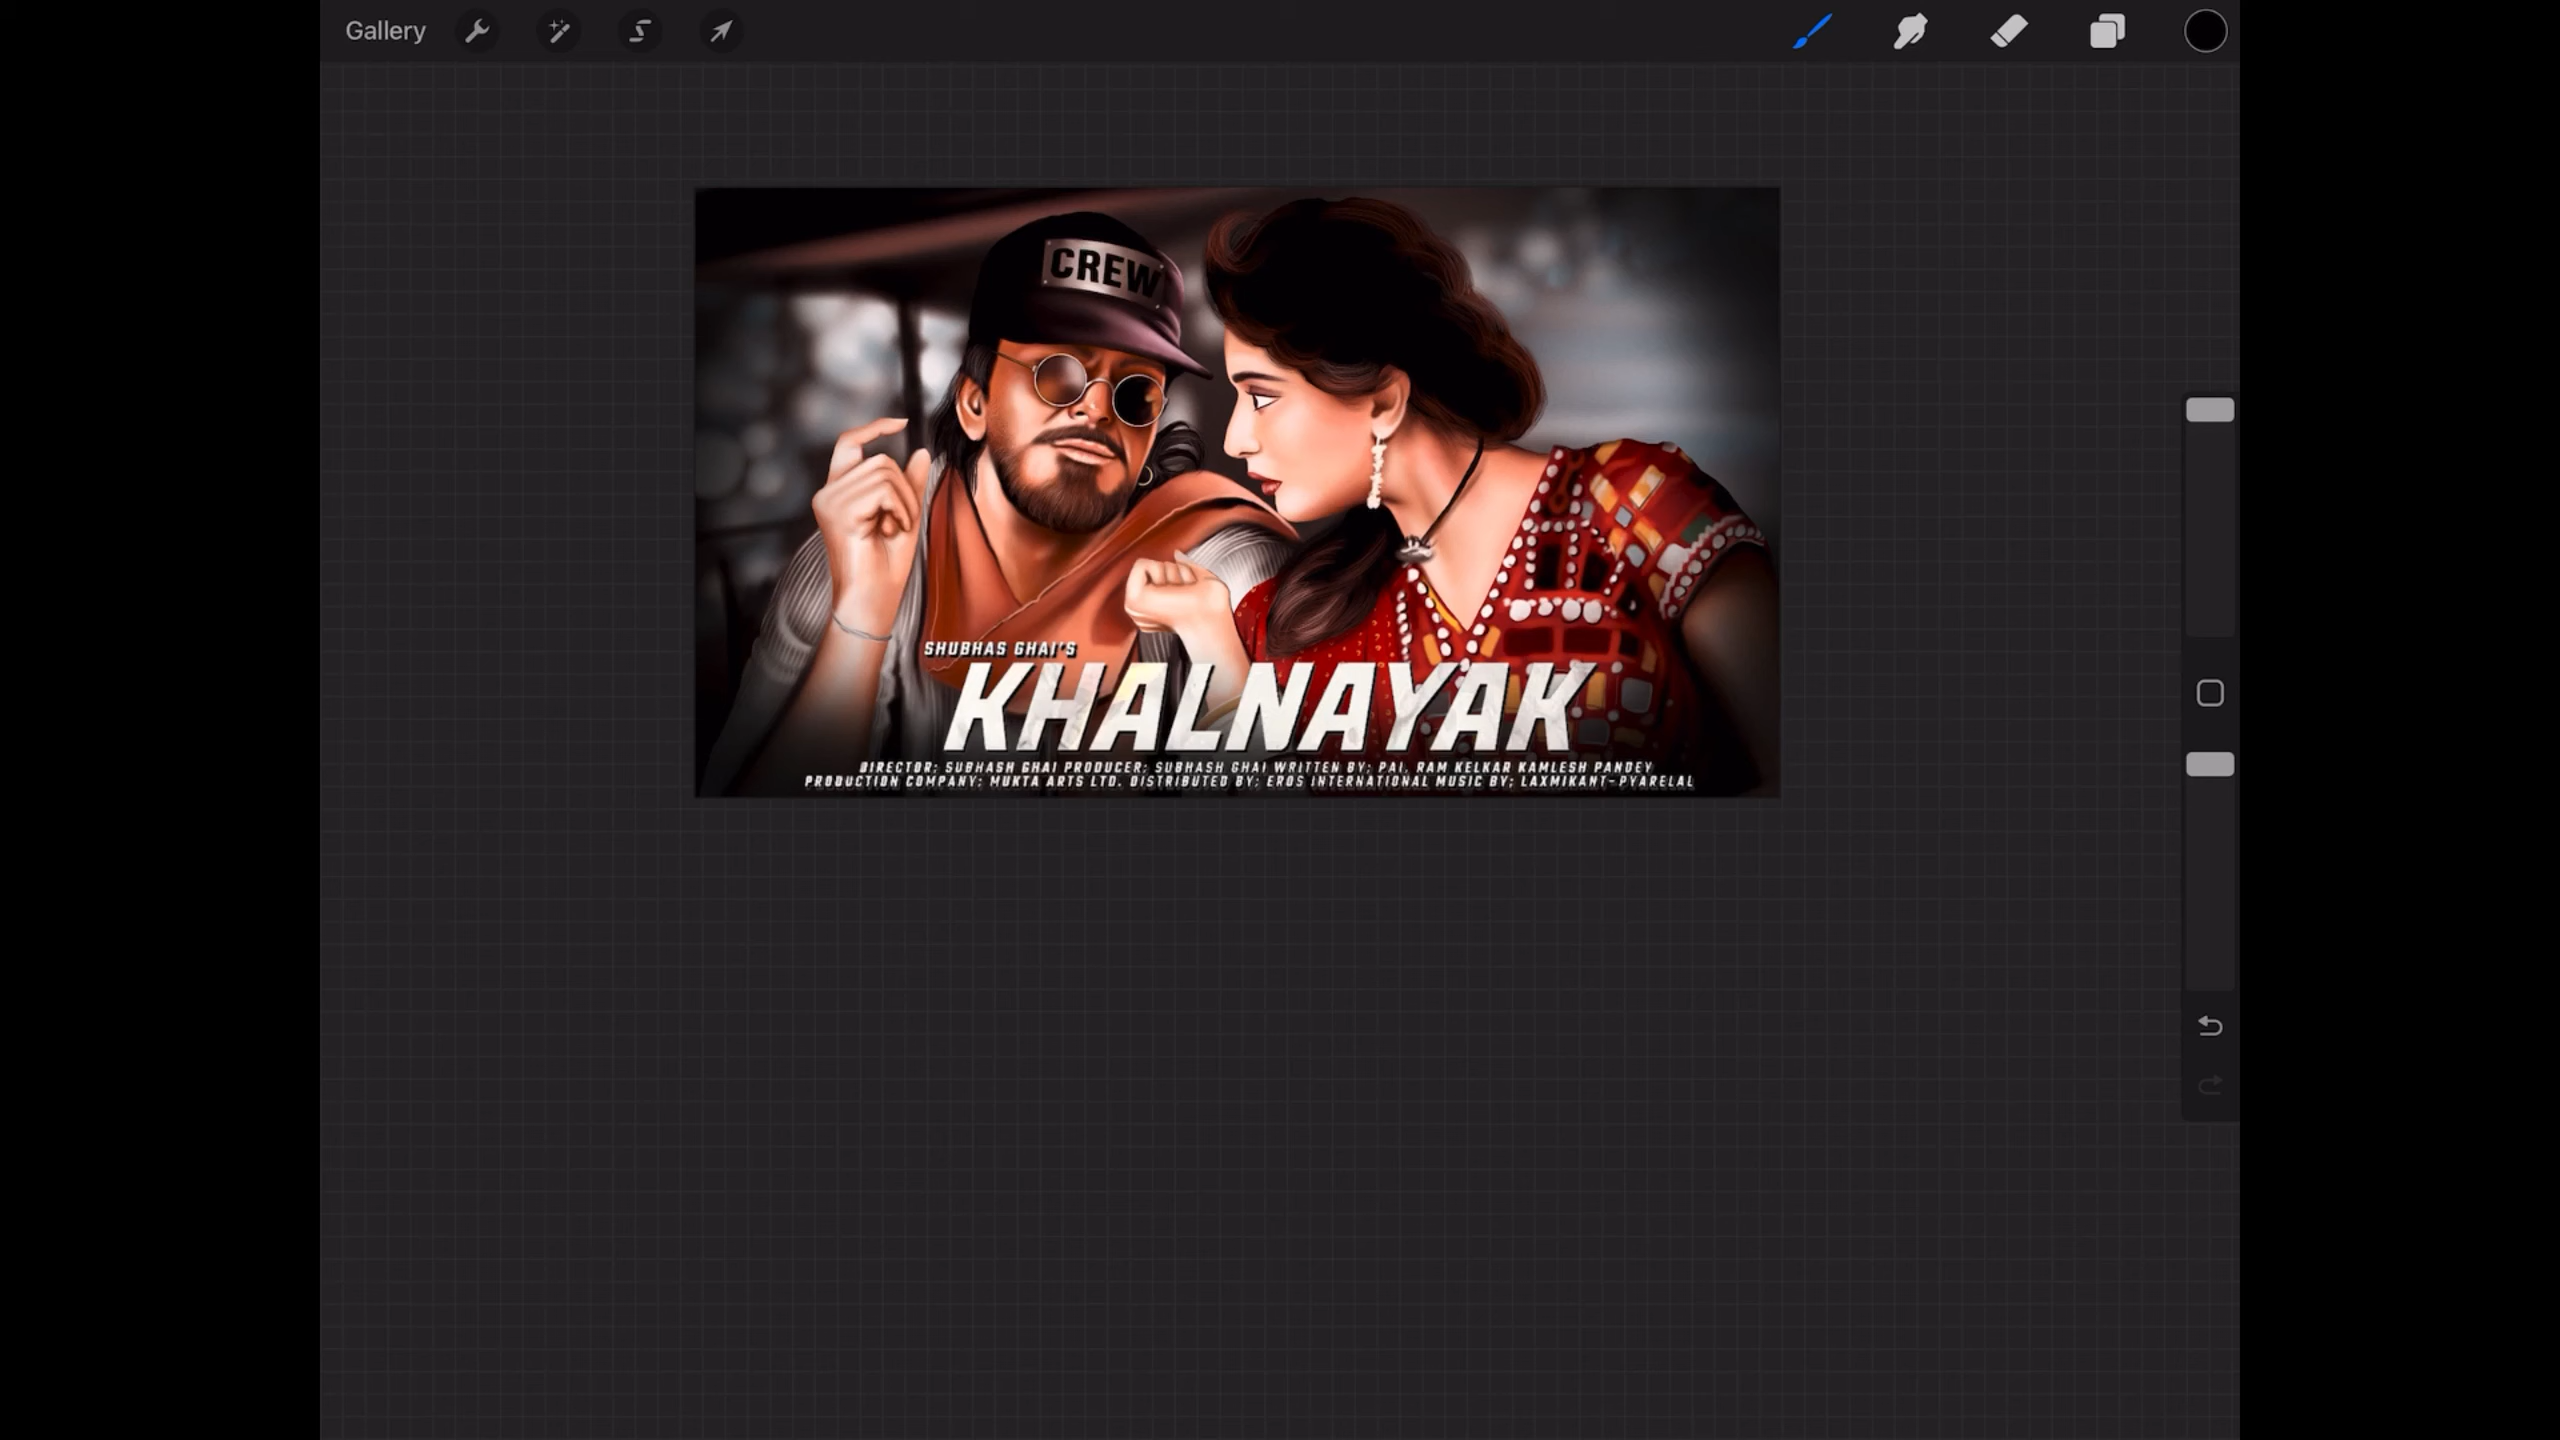 Gallery
CREW
SHUBHAS GHAI'S
KHALNAYAK
DIRECTOR; SUBHASH GHAI PRODUCER; SUBHASH GHAI WRITTEN BY; PAI, RAM KELKAR KAMLESH PANDEY
PRODUCTION COMPANY; MUKTA ARTS LTD. DISTRIBUTED BY; EROS INTERNATIONAL MUSIC BY; LAXMIKANT-PYARELAL